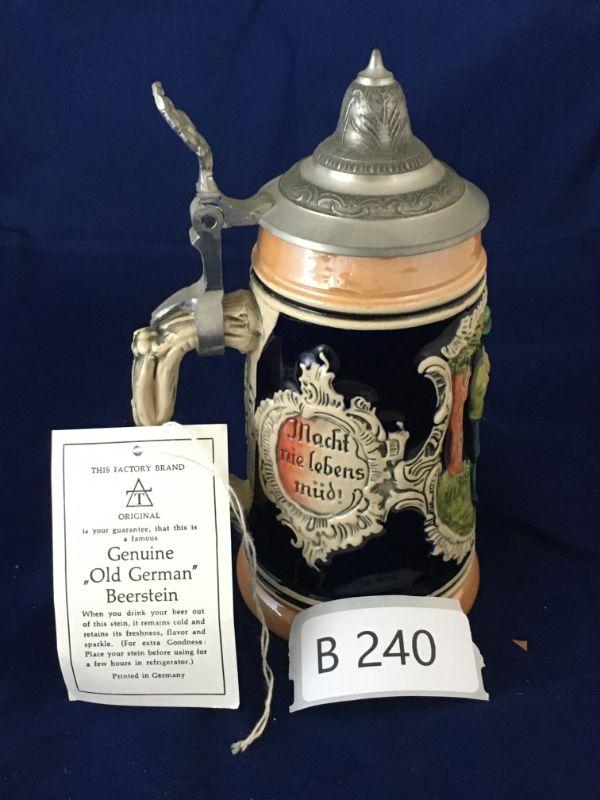 Macht
nie lebens
müd!
THIS FACTORY BRAND
ORIGINAL
is your guarantee, that this is
a famous
Genuine
„Old German"
Beerstein
When you drink your beer out
of this stein, it remains cold and
retains its freshness, flavor and
sparkle. (For extra Goodness:
Place your stein before using for
a few hours in refrigerator.)
Printed in Germany
B 240